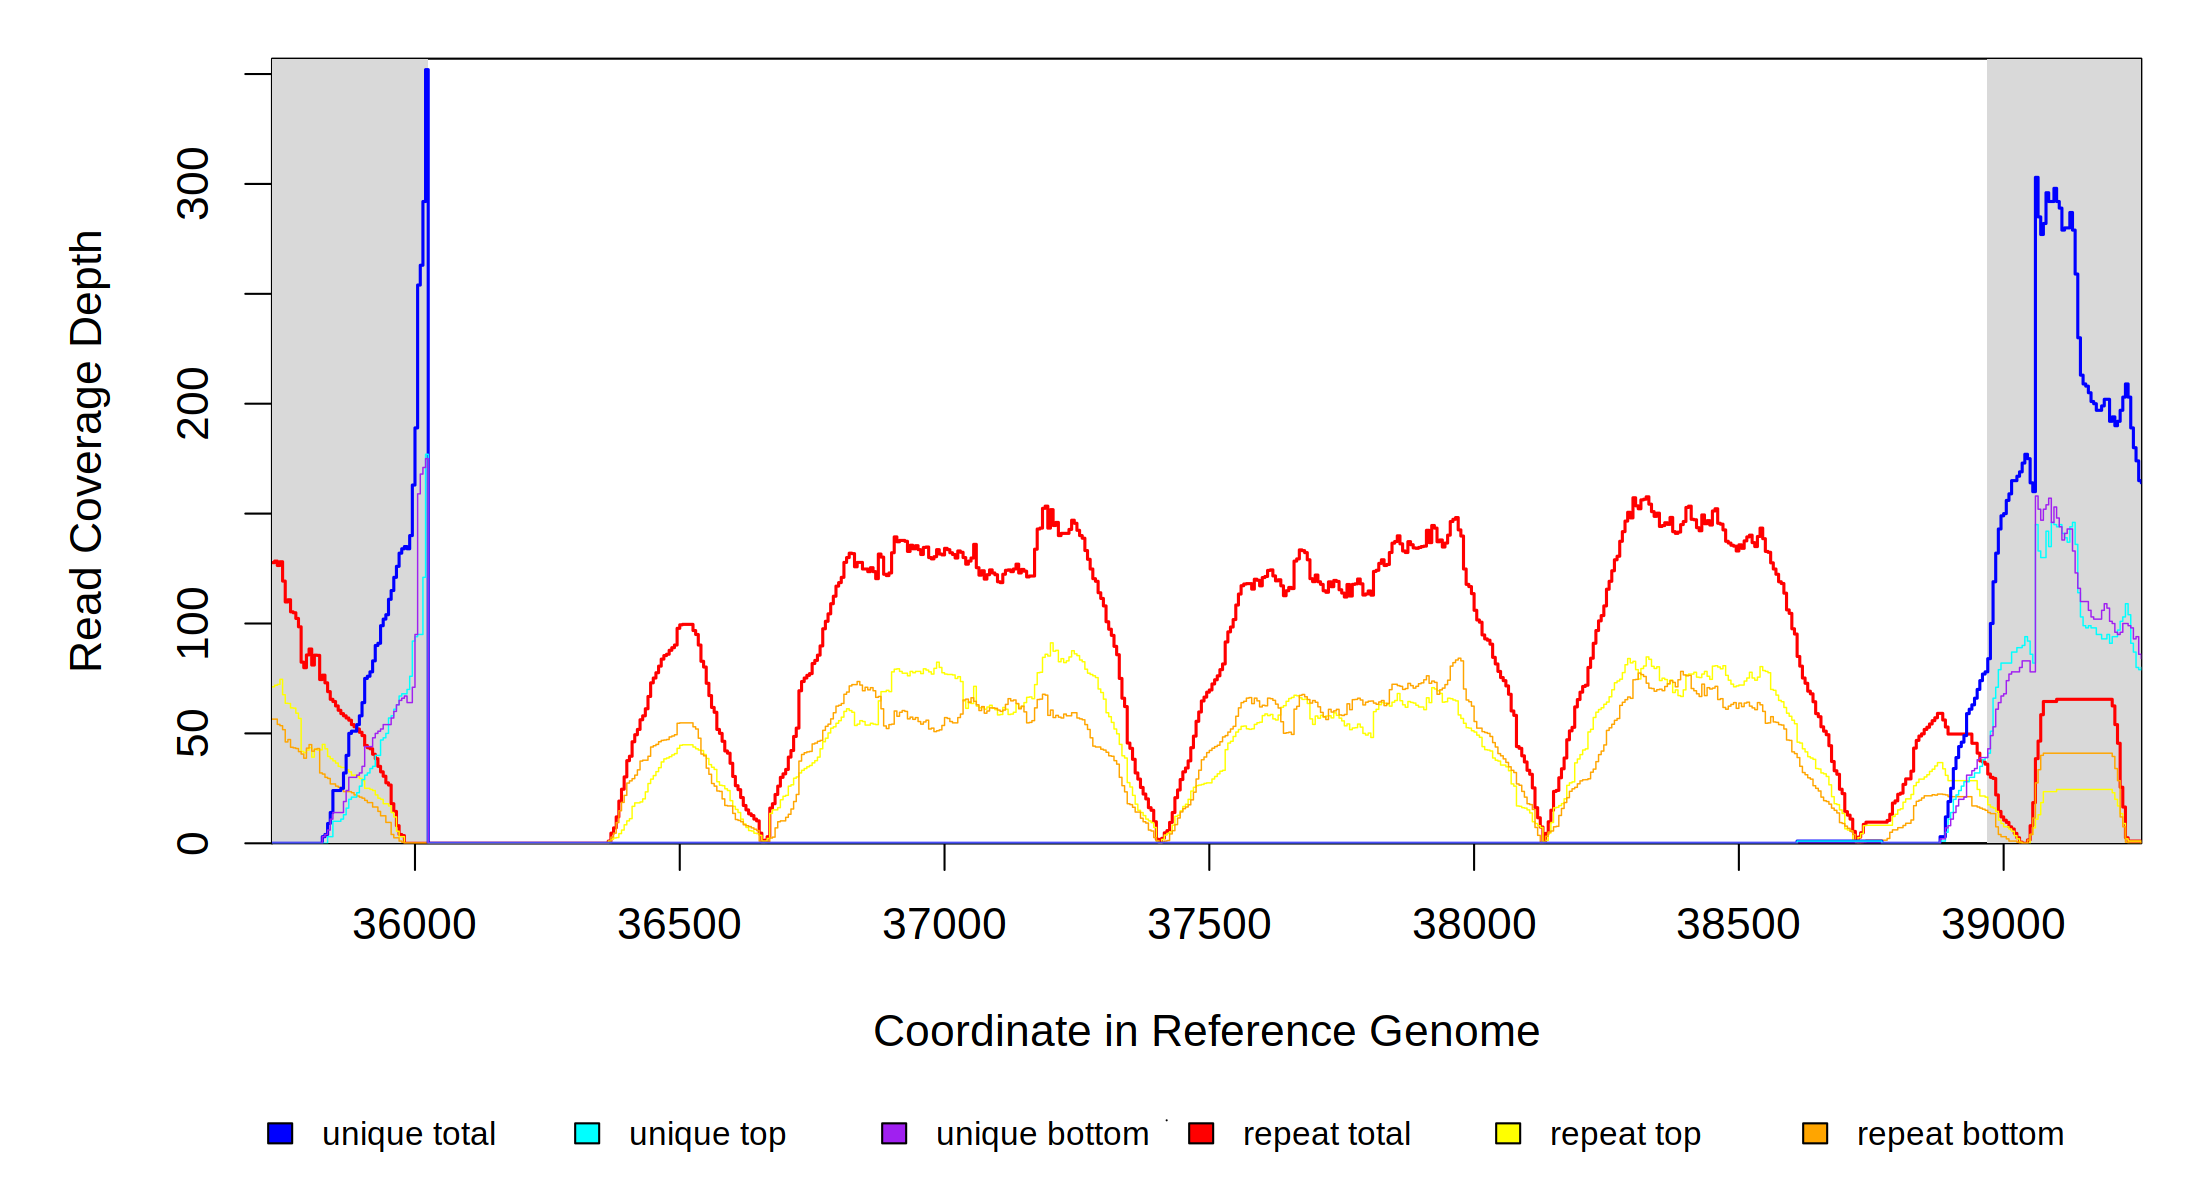 Read Coverage Depth
300
200
100
50
0
36000 36500 37000 37500 38000 38500 39000
Coordinate in Reference Genome
unique total unique top unique bottom repeat total repeat top repeat bottom